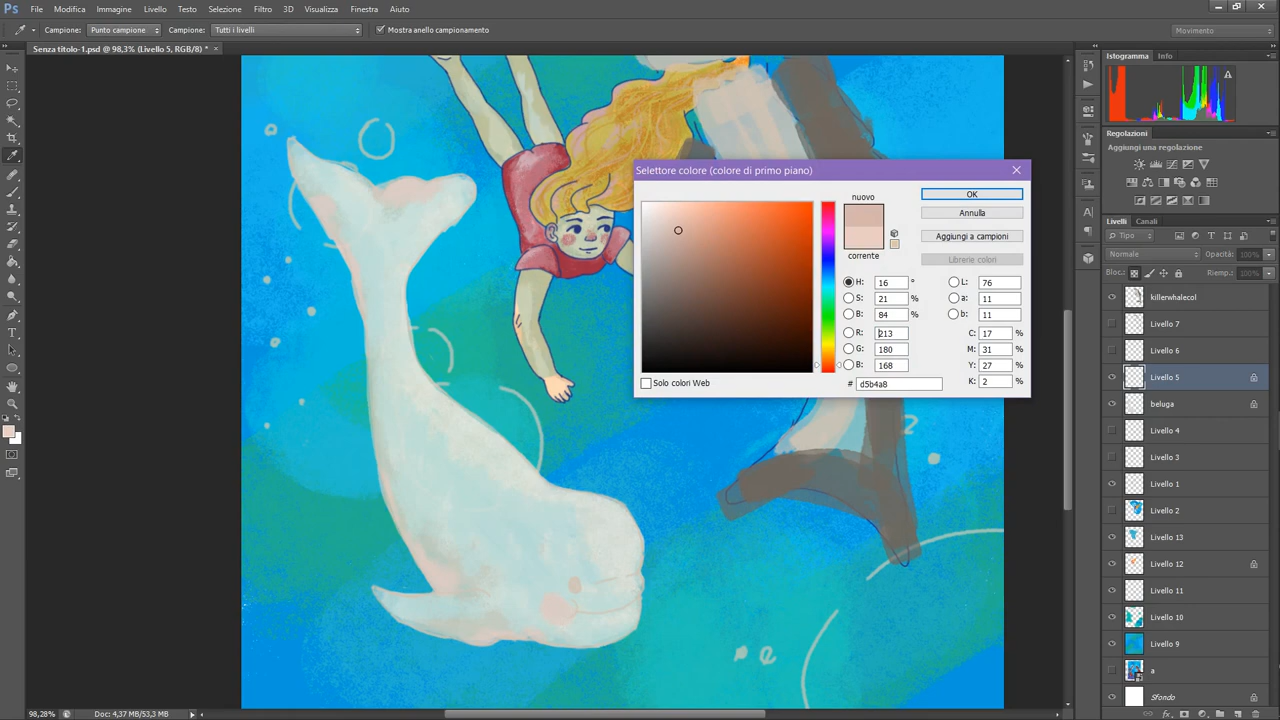 Ps File Modifica Immagine Livello Testo Selezione Filtro 3D Visualizza Finestra Aiuto
Campione: Punto campione Campione: Tutti i livelli Mostra anello campionamento Movimento
Senza titolo-1.psd @ 98,3% (Livello 5, RGB/8) * ×
Istogramma Info
Regolazioni
Aggiungi una regolazione
Livelli Canali
Tipo
Normale Opacità: 100%
Bloc.: Riemp.: 100%
killerwhalecol
Livello 7
Livello 6
Livello 5
beluga
Livello 4
Livello 3
Livello 1
Livello 2
Livello 13
Livello 12
Livello 11
Livello 10
Livello 9
a
Sfondo
Selettore colore (colore di primo piano)
nuovo
corrente
OK
Annulla
Aggiungi a campioni
Librerie colori
H: 16 °
S: 21 %
B: 84 %
R: 213
G: 180
B: 168
L: 76
a: 11
b: 11
C: 17 %
M: 31 %
Y: 27 %
K: 2 %
# d5b4a8
Solo colori Web
98,28% Doc: 4,37 MB/53,3 MB